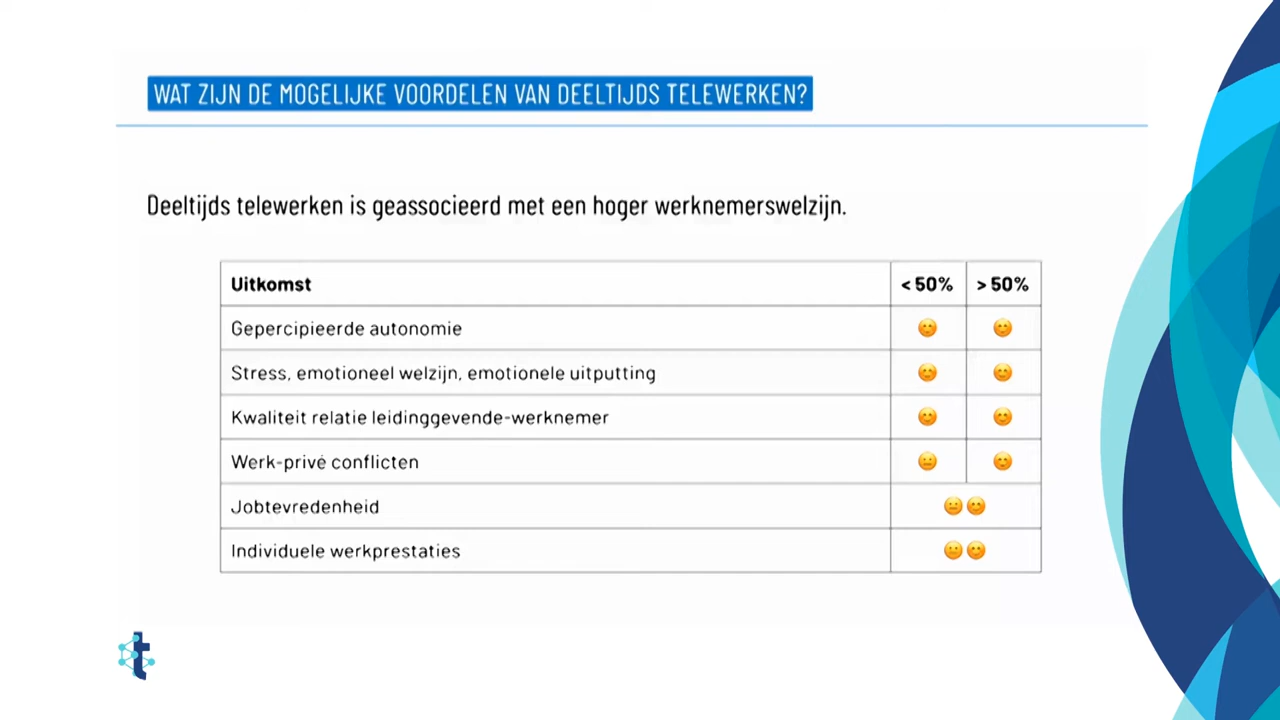 WAT ZIJN DE MOGELIJKE VOORDELEN VAN DEELTIJDS TELEWERKEN?
Deeltijds telewerken is geassocieerd met een hoger werknemerswelzijn.
Uitkomst < 50% > 50%
Gepercipieerde autonomie 😊 😊
Stress, emotioneel welzijn, emotionele uitputting 😊 😊
Kwaliteit relatie leidinggevende-werknemer 😊 😊
Werk-privé conflicten 😐 😊
Jobtevredenheid 😐😊
Individuele werkprestaties 😐😊
t